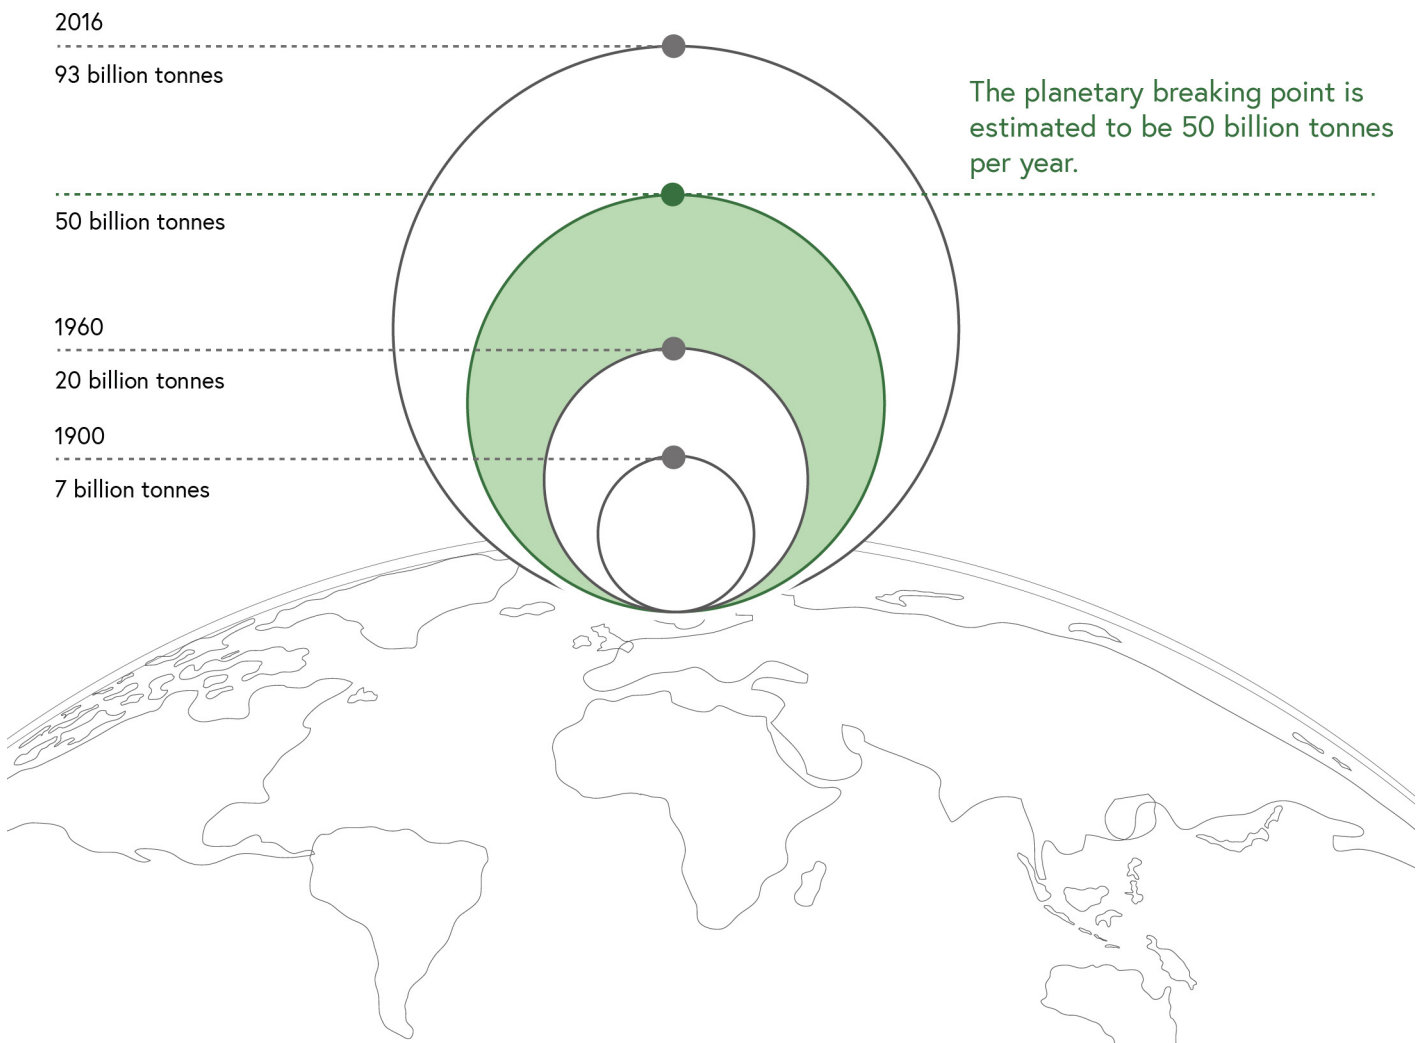 2016
93 billion tonnes
The planetary breaking point is
estimated to be 50 billion tonnes
per year.
50 billion tonnes
1960
20 billion tonnes
1900
7 billion tonnes